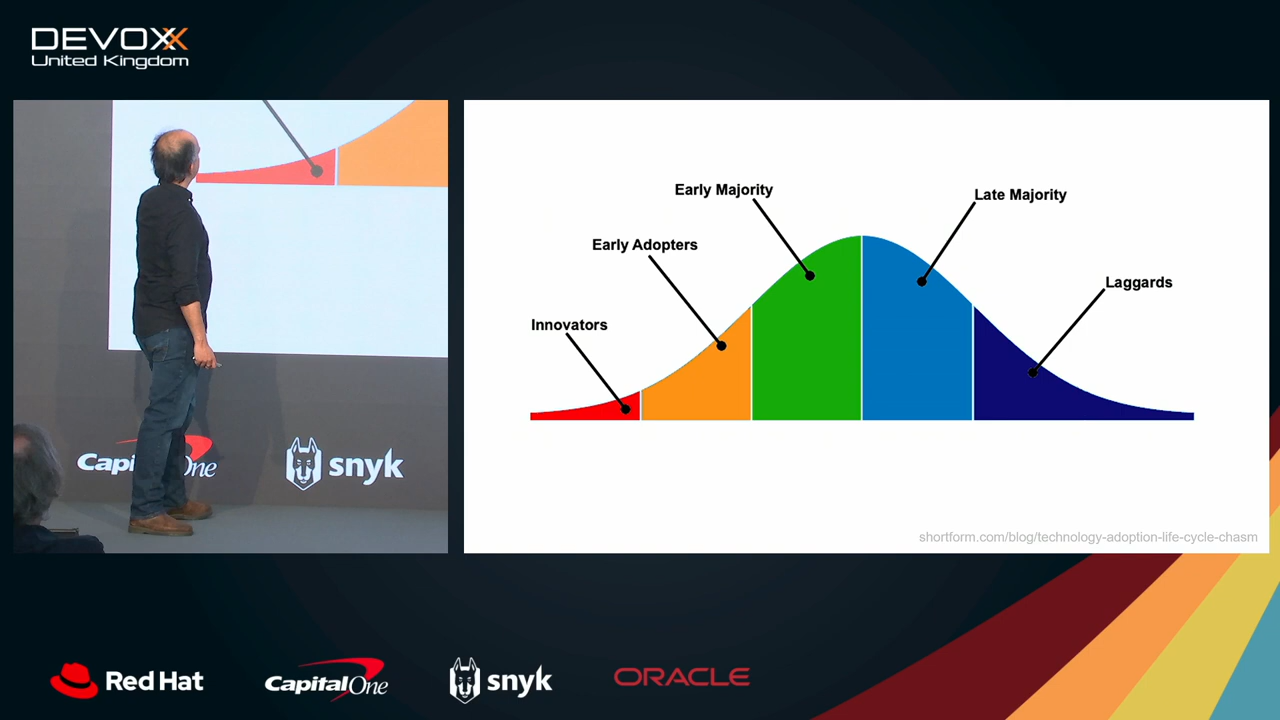 DEVOXX
United Kingdom
Capital One
snyk
Early Majority
Late Majority
Early Adopters
Laggards
Innovators
shortform.com/blog/technology-adoption-life-cycle-chasm
Red Hat
Capital One
snyk
ORACLE